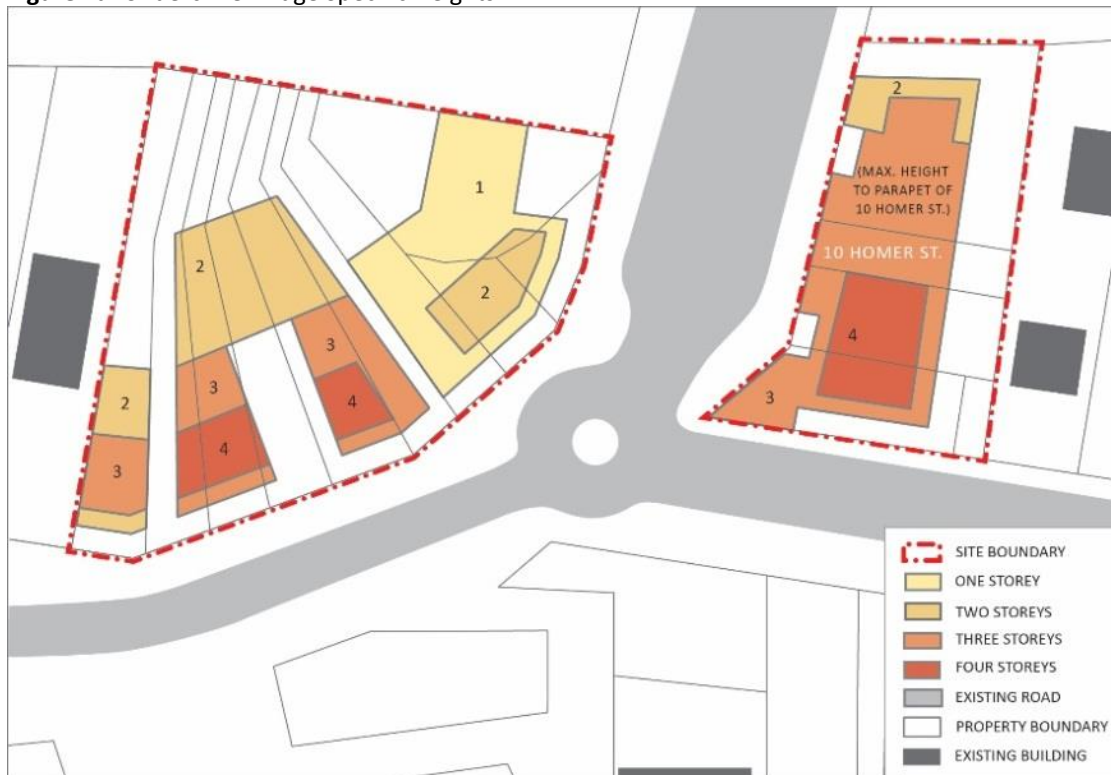 2
(MAX. HEIGHT
TO PARAPET OF
10 HOMER ST.)
10 HOMER ST.
4
3
1
2
2
3
3
4
4
2
3
SITE BOUNDARY
ONE STOREY
TWO STOREYS
THREE STOREYS
FOUR STOREYS
EXISTING ROAD
PROPERTY BOUNDARY
EXISTING BUILDING